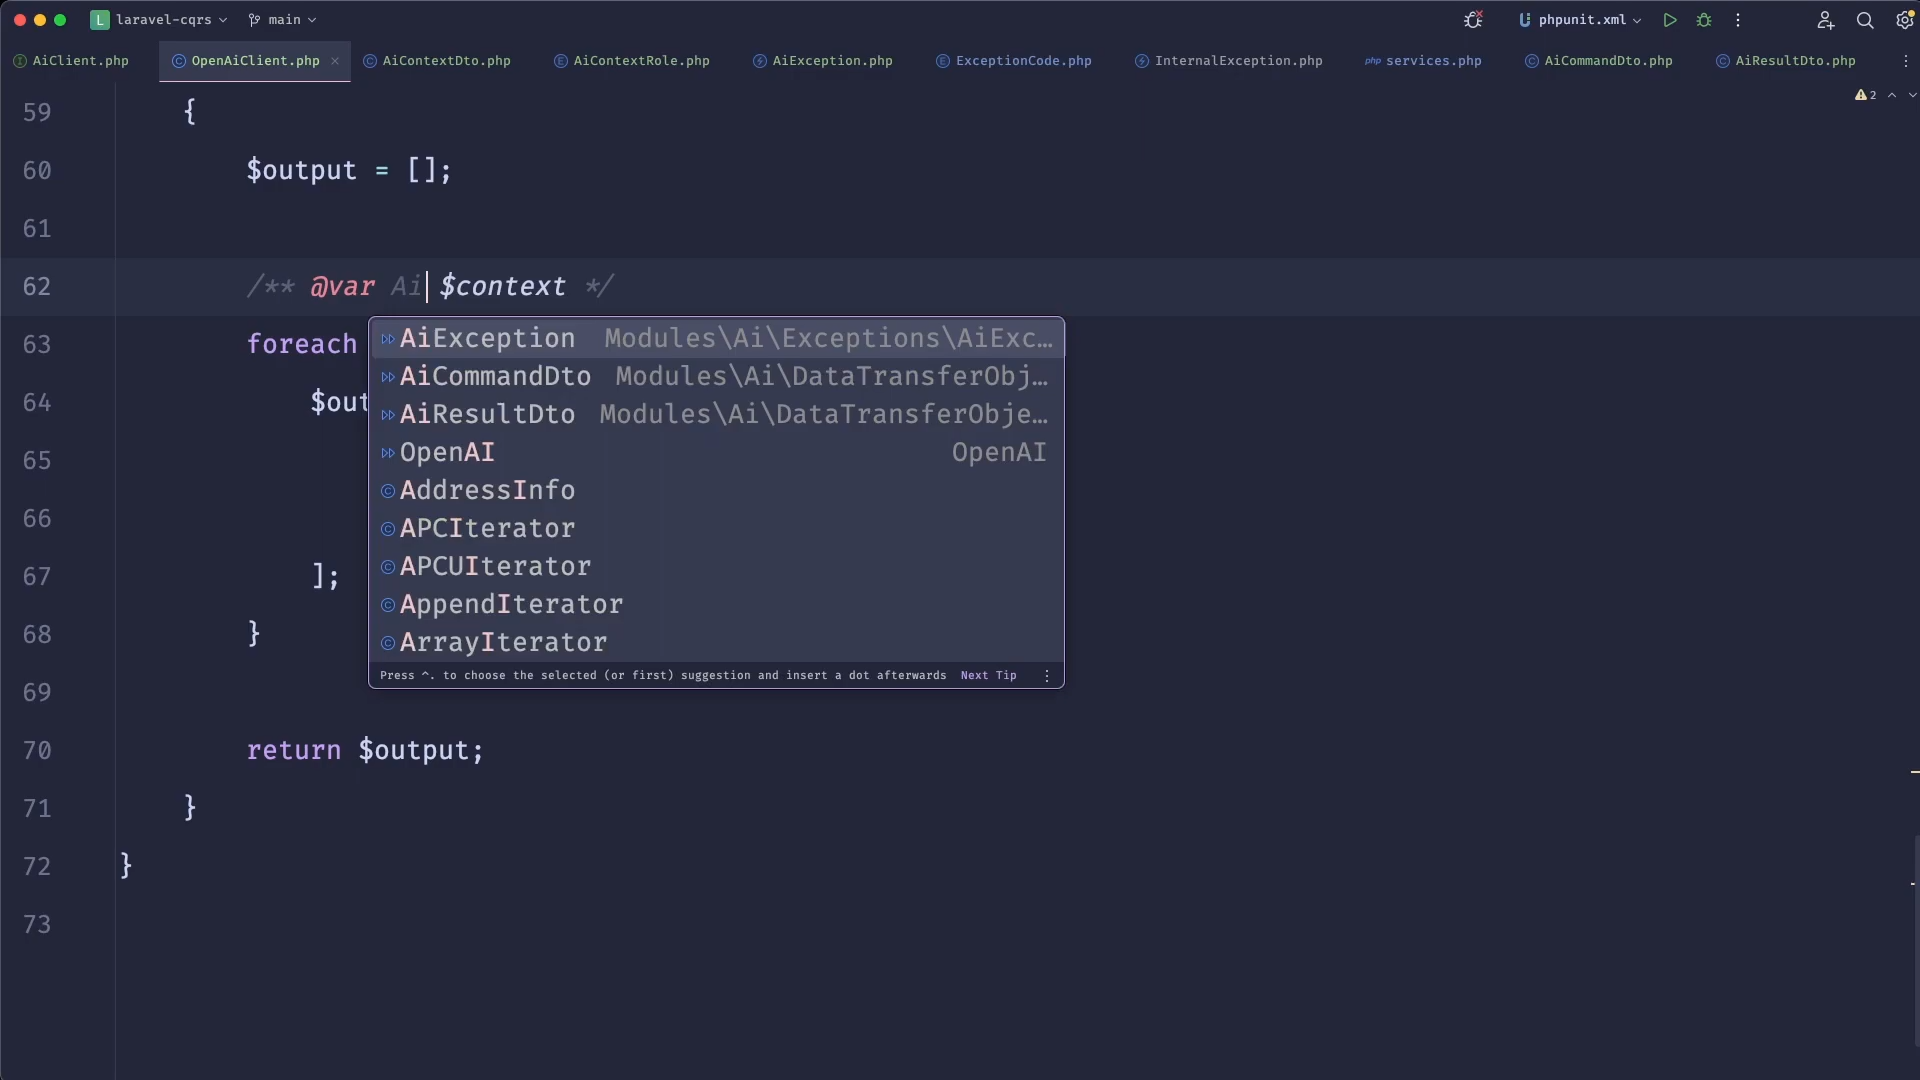 L laravel-cqrs main phpunit.xml
AiClient.php OpenAiClient.php AiContextDto.php AiContextRole.php AiException.php ExceptionCode.php InternalException.php php services.php AiCommandDto.php AiResultDto.php
2
59 {
60 $output = [];
61
62 /** @var Ai $context */
63 foreach
64 $out
65
66
67 ];
68 }
69
70 return $output;
71 }
72 }
73
AiException Modules\Ai\Exceptions\AiExc…
AiCommandDto Modules\Ai\DataTransferObj…
AiResultDto Modules\Ai\DataTransferObje…
OpenAI OpenAI
AddressInfo
APCIterator
APCUIterator
AppendIterator
ArrayIterator
Press ^. to choose the selected (or first) suggestion and insert a dot afterwards Next Tip